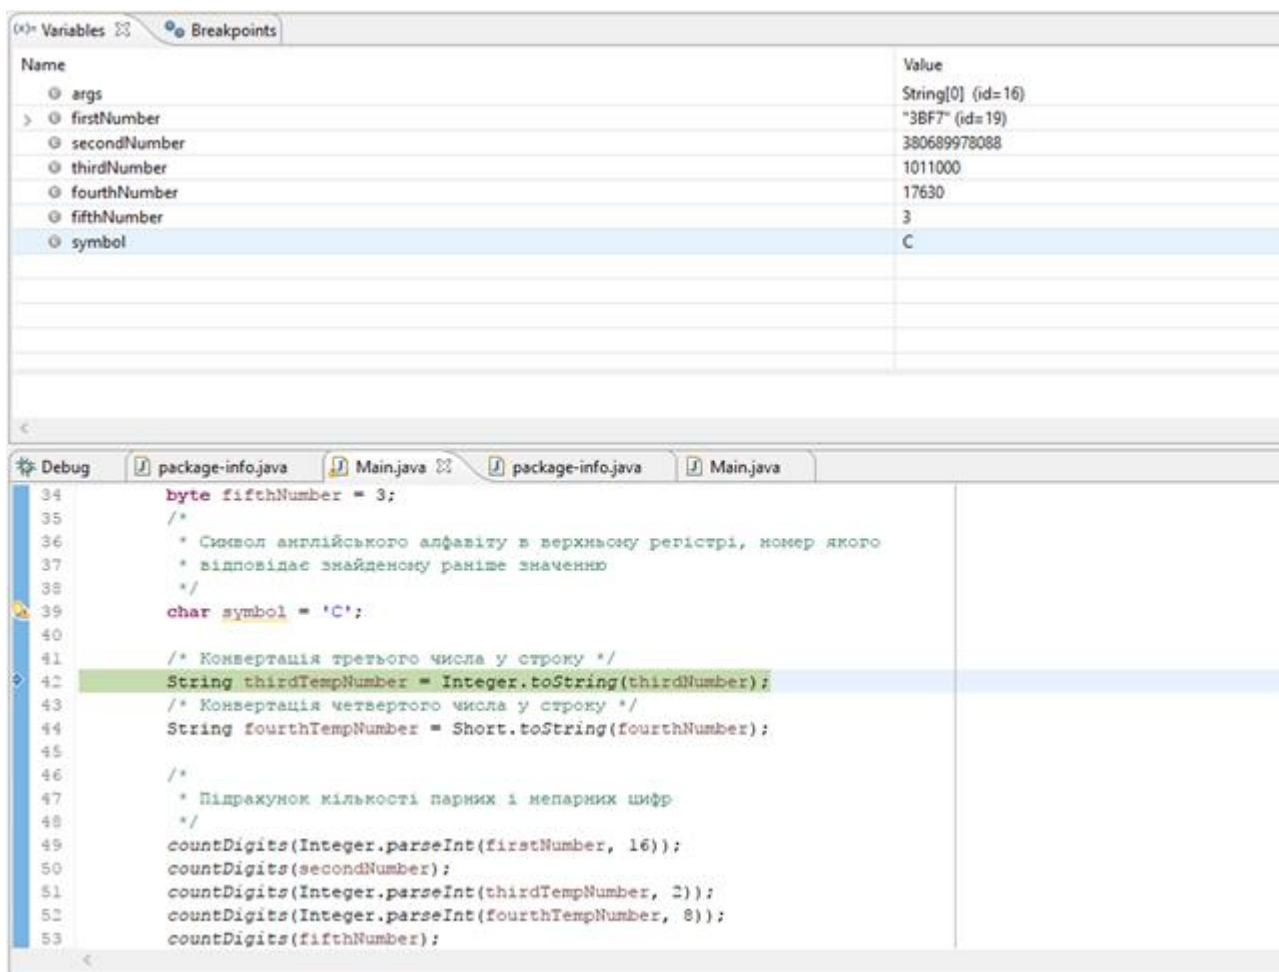 (x)= Variables Breakpoints
Name Value
args String[0] (id=16)
firstNumber "3BF7" (id=19)
secondNumber 380689978088
thirdNumber 1011000
fourthNumber 17630
fifthNumber 3
symbol C
Debug package-info.java Main.java package-info.java Main.java
34 byte fifthNumber = 3;
35 /*
36 * Символ англійського алфавіту в верхньому регістрі, номер якого
37 * відповідає знайденому раніше значенню
38 */
39 char symbol = 'C';
40
41 /* Конвертація третього числа у строку */
42 String thirdTempNumber = Integer.toString(thirdNumber);
43 /* Конвертація четвертого числа у строку */
44 String fourthTempNumber = Short.toString(fourthNumber);
45
46 /*
47 * Підрахунок кількості парних і непарних цифр
48 */
49 countDigits(Integer.parseInt(firstNumber, 16));
50 countDigits(secondNumber);
51 countDigits(Integer.parseInt(thirdTempNumber, 2));
52 countDigits(Integer.parseInt(fourthTempNumber, 8));
53 countDigits(fifthNumber);